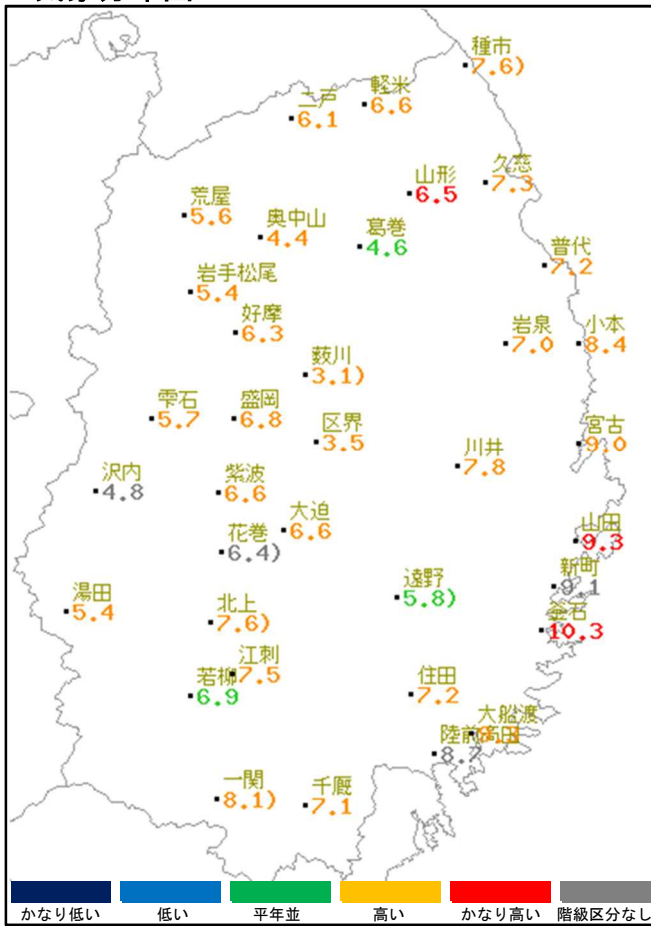 種市
7.6)
軽米
6.6
二戸
6.1
山形
6.5
久慈
7.3
荒屋
5.6
奥中山
4.4
葛巻
4.6
普代
7.2
岩手松尾
5.4
好摩
6.3
岩泉
7.0
小本
8.4
薮川
3.1)
雫石
5.7
盛岡
6.8
区界
3.5
宮古
9.0
川井
7.8
沢内
4.8
紫波
6.6
大迫
6.6
花巻
6.4)
山田
9.3
新町
9.1
遠野
5.8)
湯田
5.4
北上
7.6)
釜石
10.3
江刺
7.5
若柳
6.9
住田
7.2
大船渡
陸前高田
一関
8.1)
千厩
7.1
かなり低い 低い 平年並 高い かなり高い 階級区分なし